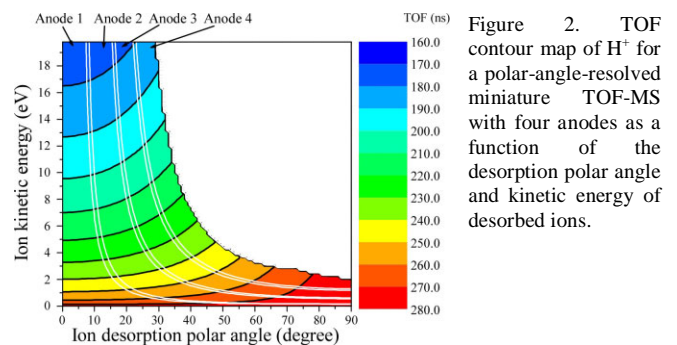 Anode 1 Anode 2 Anode 3 Anode 4
TOF (ns)
Ion kinetic energy (eV)
18
16
14
12
10
8
6
4
2
0
0 10 20 30 40 50 60 70 80 90
Ion desorption polar angle (degree)
160.0
170.0
180.0
190.0
200.0
210.0
220.0
230.0
240.0
250.0
260.0
270.0
280.0
Figure 2. TOF
contour map of H⁺ for
a polar-angle-resolved
miniature TOF-MS
with four anodes as a
function of the
desorption polar angle
and kinetic energy of
desorbed ions.